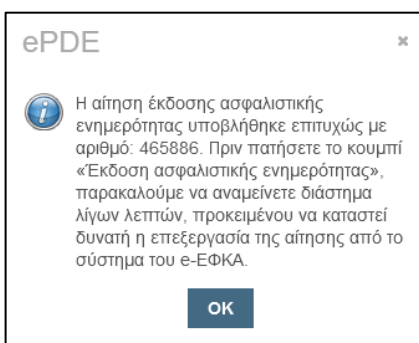 ePDE
Η αίτηση έκδοσης ασφαλιστικής
ενημερότητας υποβλήθηκε επιτυχώς με
αριθμό: 465886. Πριν πατήσετε το κουμπί
«Έκδοση ασφαλιστικής ενημερότητας»,
παρακαλούμε να αναμείνετε διάστημα
λίγων λεπτών, προκειμένου να καταστεί
δυνατή η επεξεργασία της αίτησης από το
σύστημα του e-ΕΦΚΑ.
OK